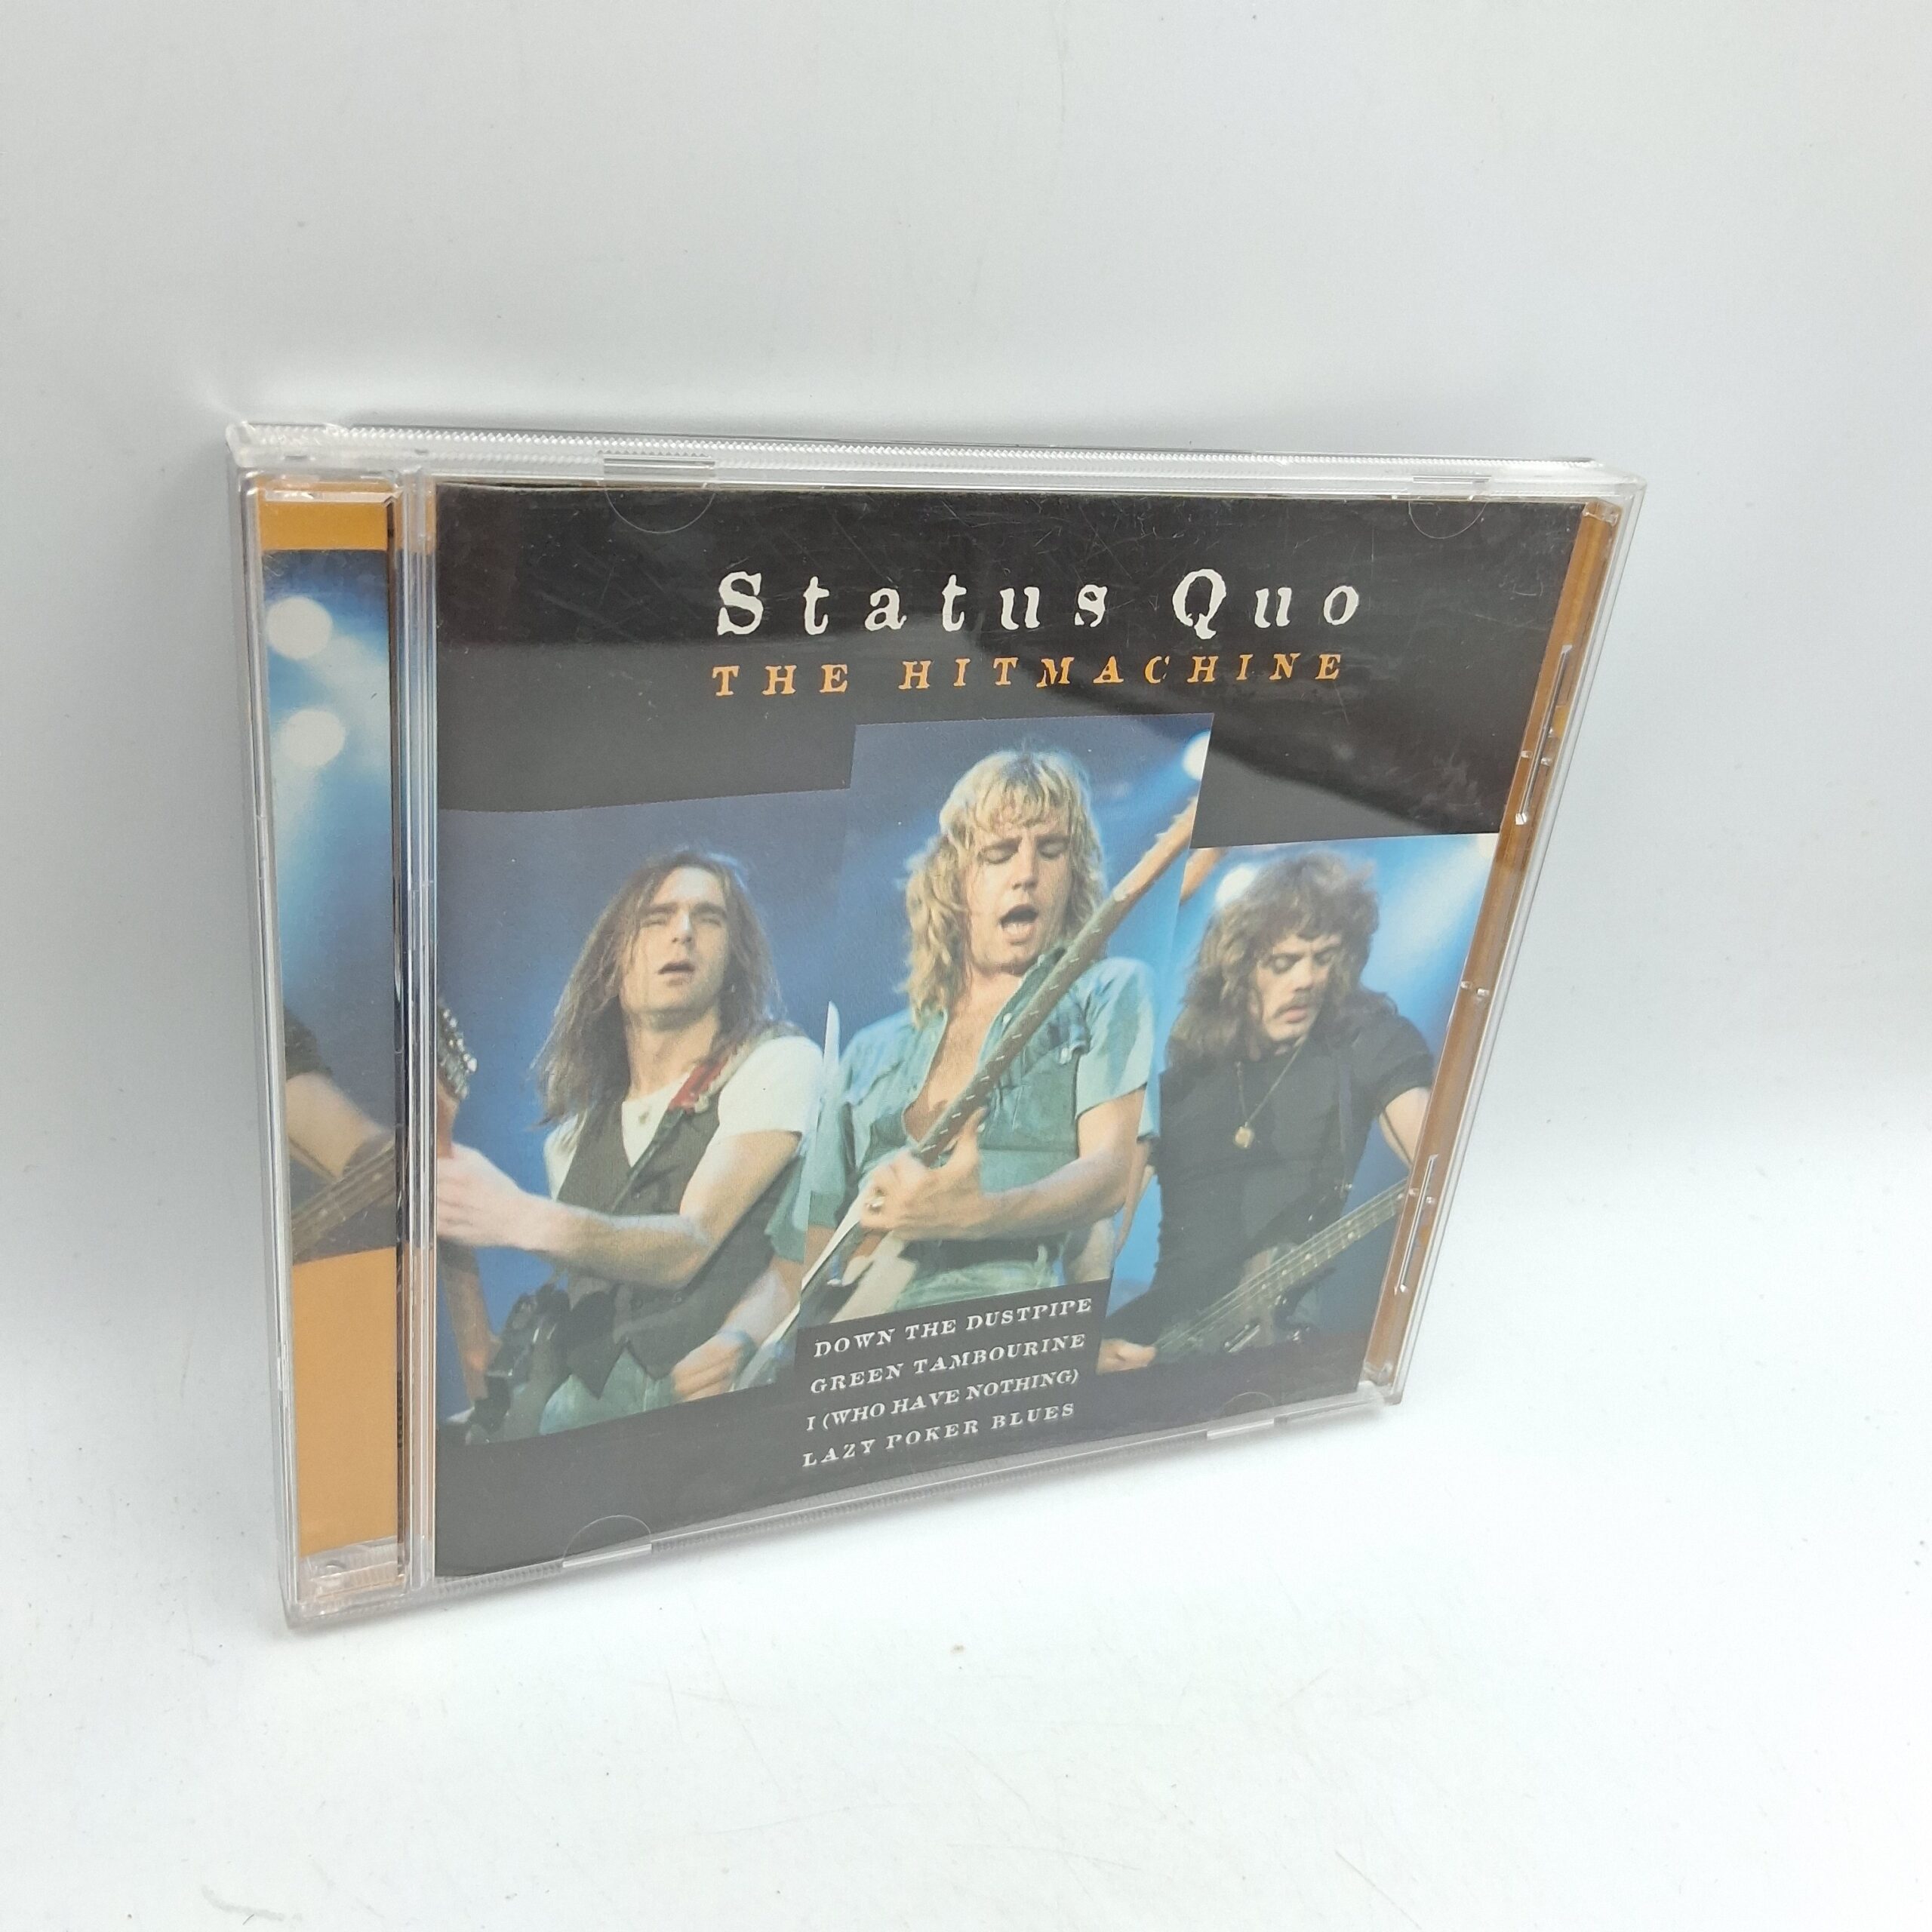 Status Quo
THE HITMACHINE
DOWN THE DUSTPIPE
GREEN TAMBOURINE
I (WHO HAVE NOTHING)
LAZY POKER BLUES